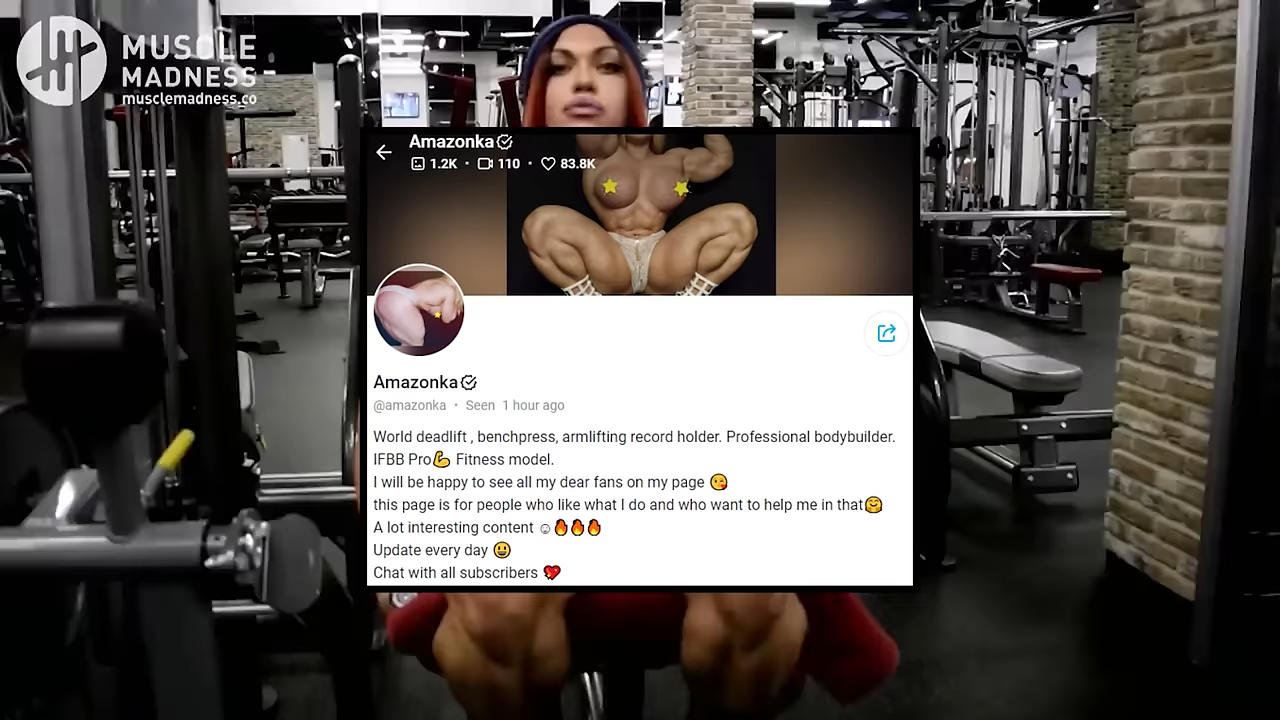 MUSCLE
MADNESS
musclemadness.co
Amazonka
1.2K • 110 • 83.8K
Amazonka
@amazonka • Seen 1 hour ago
World deadlift , benchpress, armlifting record holder. Professional bodybuilder.
IFBB Pro💪 Fitness model.
I will be happy to see all my dear fans on my page 😘
this page is for people who like what I do and who want to help me in that🤗
A lot interesting content ☺🔥🔥🔥
Update every day 😃
Chat with all subscribers 💖